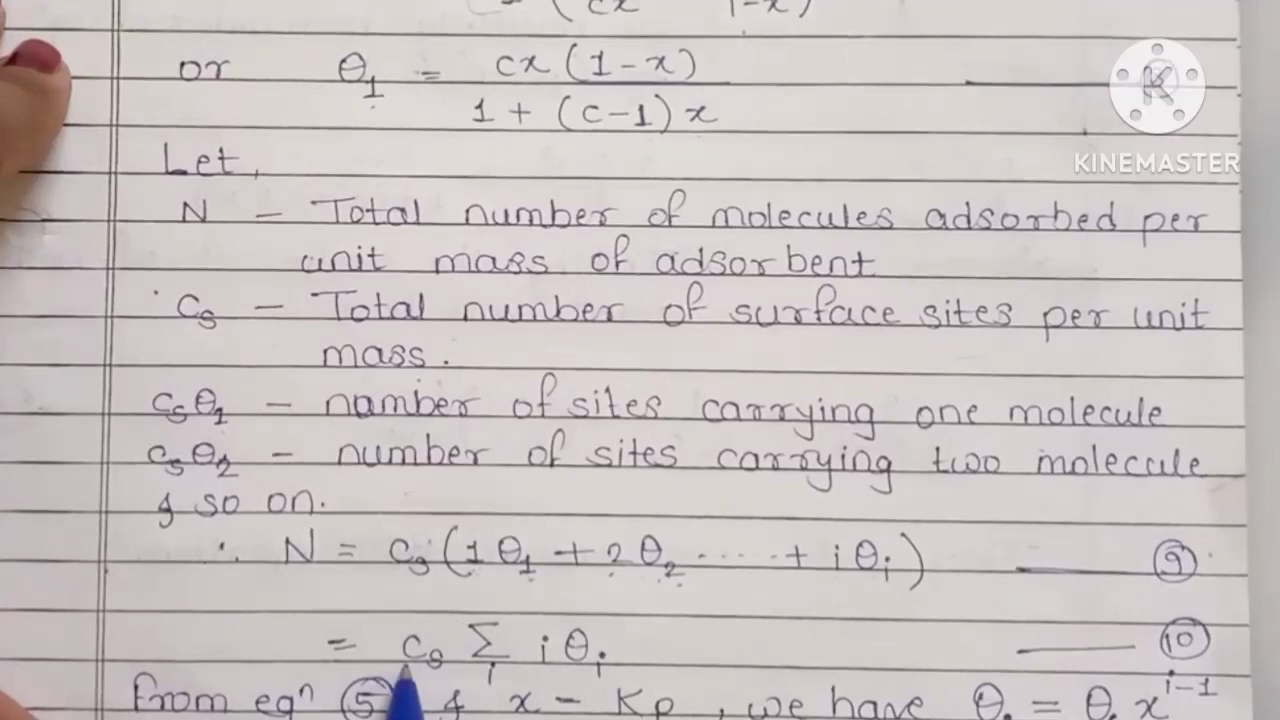 = ( cx 1-x )
or θ₁ = cx (1-x) / 1 + (c-1) x
KINEMASTER
Let,
N - Total number of molecules adsorbed per
unit mass of adsorbent
Cs - Total number of surface sites per unit
mass.
Csθ₁ - number of sites carrying one molecule
Csθ₂ - number of sites carrying two molecule
& so on.
∴ N = Cs (1θ₁ + 2θ₂ ..... + iθi) ⑨
= Cs Σi iθi ⑩
From eqⁿ ⑤ & x = Kp, we have θi = θ₁ x^i-1